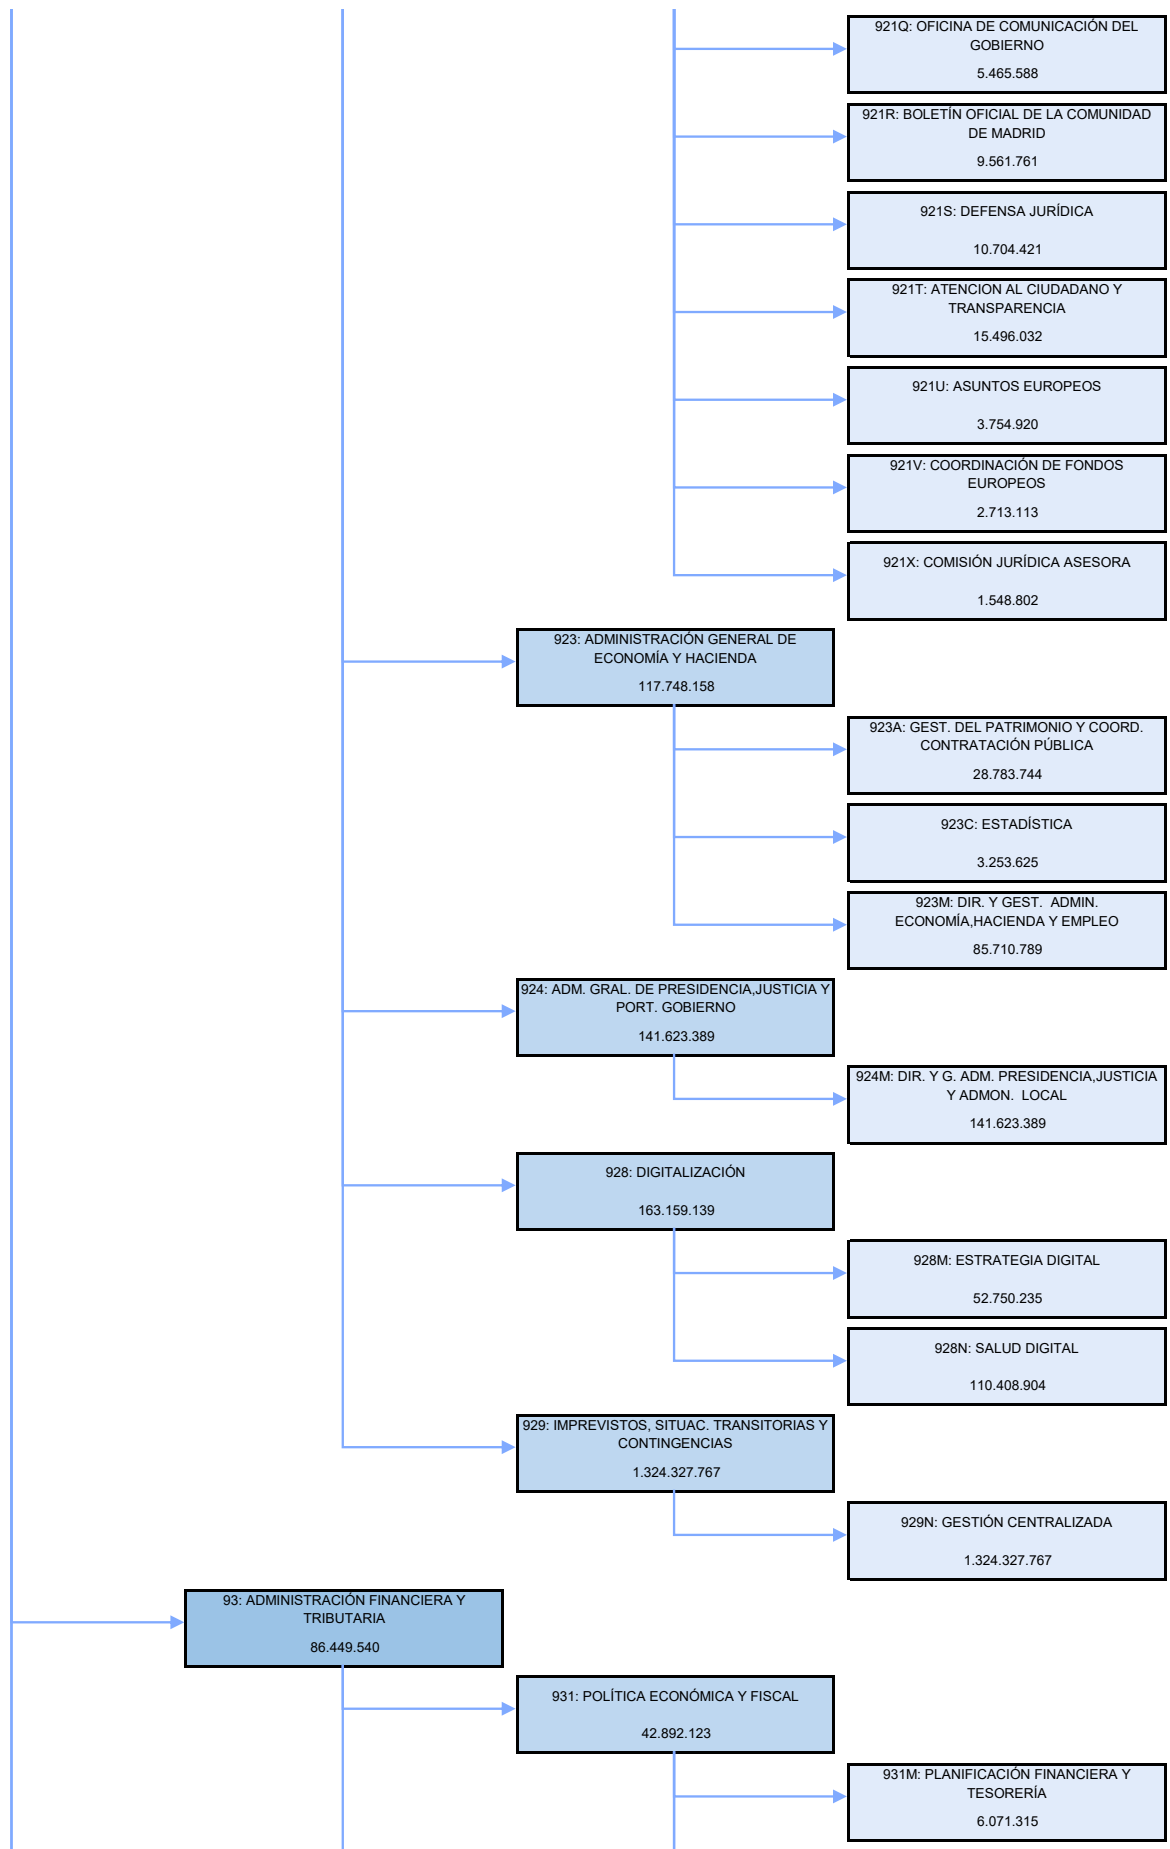 921Q: OFICINA DE COMUNICACIÓN DEL
GOBIERNO
5.465.588
921R: BOLETÍN OFICIAL DE LA COMUNIDAD
DE MADRID
9.561.761
921S: DEFENSA JURÍDICA
10.704.421
921T: ATENCION AL CIUDADANO Y
TRANSPARENCIA
15.496.032
921U: ASUNTOS EUROPEOS
3.754.920
921V: COORDINACIÓN DE FONDOS
EUROPEOS
2.713.113
921X: COMISIÓN JURÍDICA ASESORA
1.548.802
923: ADMINISTRACIÓN GENERAL DE
ECONOMÍA Y HACIENDA
117.748.158
923A: GEST. DEL PATRIMONIO Y COORD.
CONTRATACIÓN PÚBLICA
28.783.744
923C: ESTADÍSTICA
3.253.625
923M: DIR. Y GEST.  ADMIN.
ECONOMÍA,HACIENDA Y EMPLEO
85.710.789
924: ADM. GRAL. DE PRESIDENCIA,JUSTICIA Y
PORT. GOBIERNO
141.623.389
924M: DIR. Y G. ADM. PRESIDENCIA,JUSTICIA
Y ADMON.  LOCAL
141.623.389
928: DIGITALIZACIÓN
163.159.139
928M: ESTRATEGIA DIGITAL
52.750.235
928N: SALUD DIGITAL
110.408.904
929: IMPREVISTOS, SITUAC. TRANSITORIAS Y
CONTINGENCIAS
1.324.327.767
929N: GESTIÓN CENTRALIZADA
1.324.327.767
93: ADMINISTRACIÓN FINANCIERA Y
TRIBUTARIA
86.449.540
931: POLÍTICA ECONÓMICA Y FISCAL
42.892.123
931M: PLANIFICACIÓN FINANCIERA Y
TESORERÍA
6.071.315